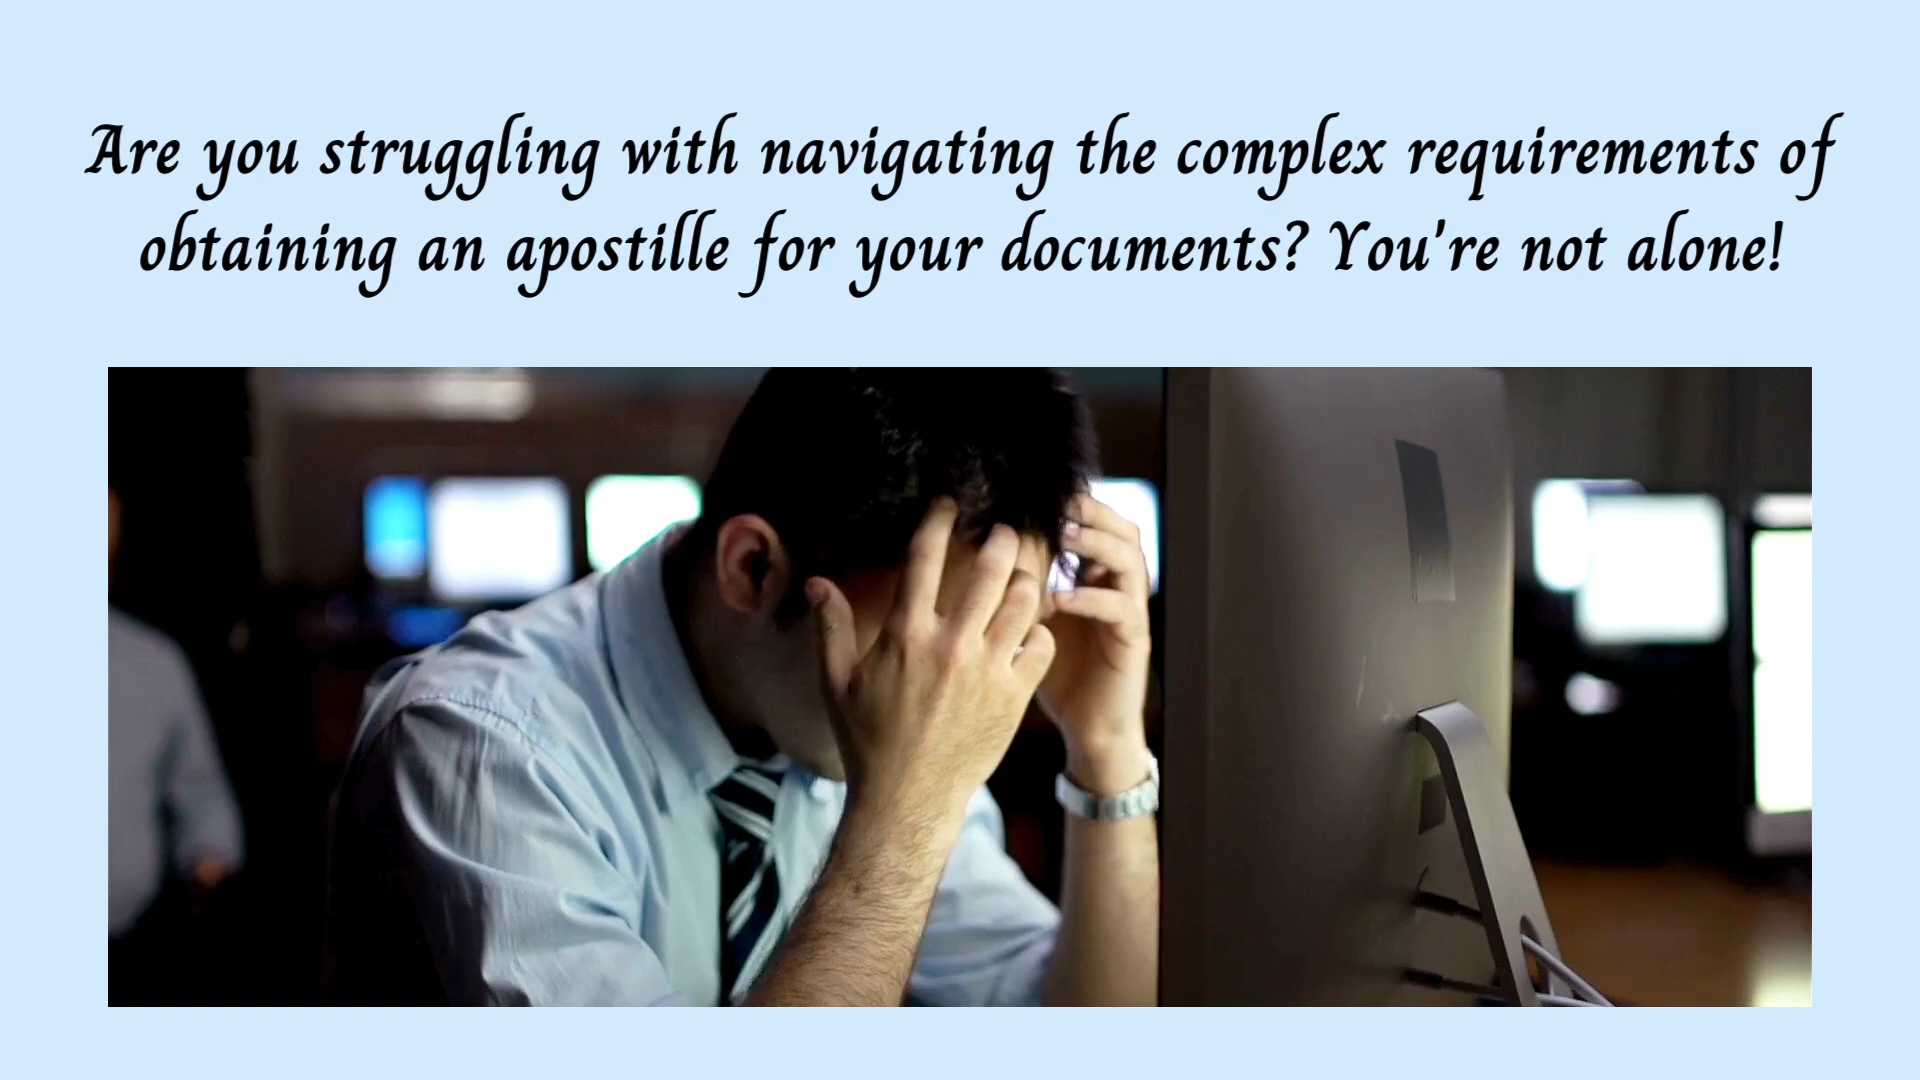 Are you struggling with navigating the complex requirements of
obtaining an apostille for your documents? You're not alone!